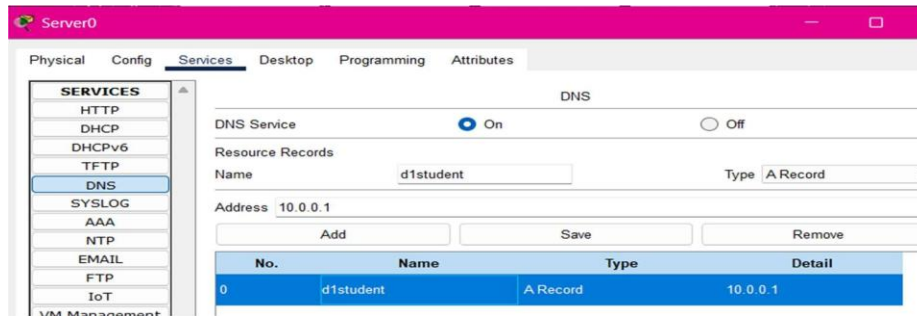 Server0
Physical Config Services Desktop Programming Attributes
SERVICES
HTTP
DHCP
DHCPv6
TFTP
DNS
SYSLOG
AAA
NTP
EMAIL
FTP
IoT
VM Management
DNS
DNS Service On Off
Resource Records
Name d1student Type A Record
Address 10.0.0.1
Add Save Remove
No. Name Type Detail
0 d1student A Record 10.0.0.1